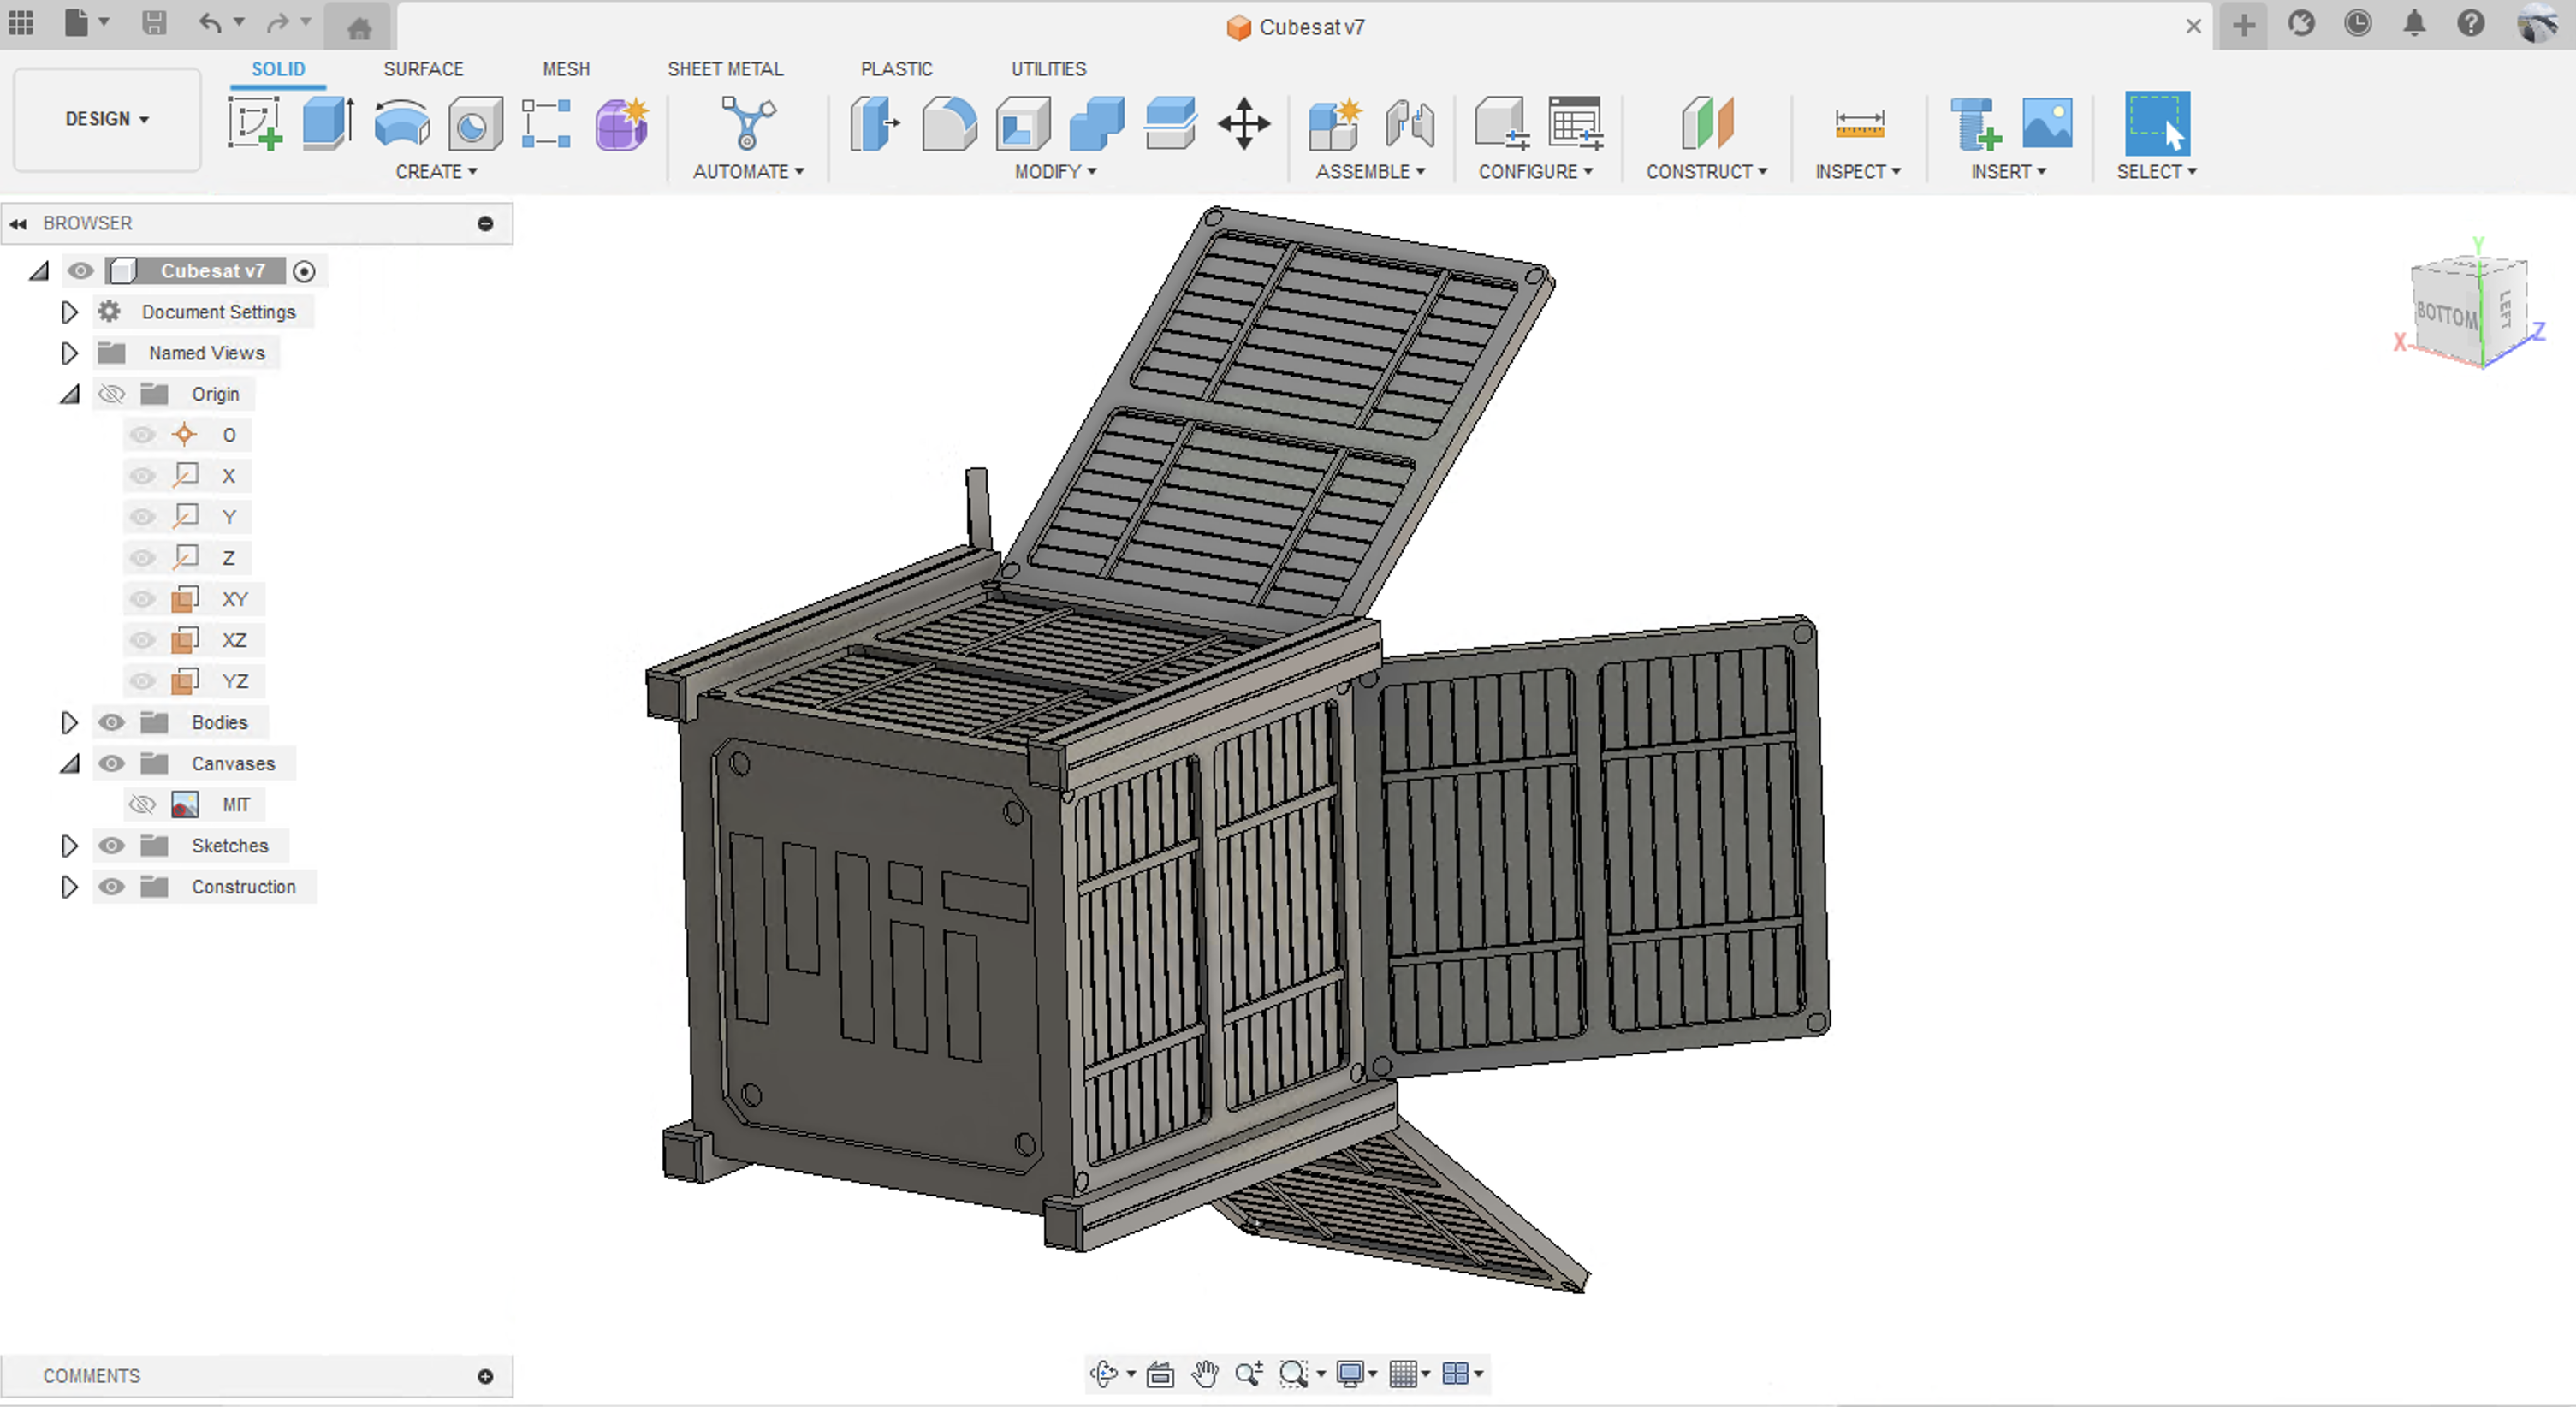 Cubesat v7
SOLID SURFACE MESH SHEET METAL PLASTIC UTILITIES
DESIGN
CREATE AUTOMATE MODIFY ASSEMBLE CONFIGURE CONSTRUCT INSPECT INSERT SELECT
BROWSER
Cubesat v7
Document Settings
Named Views
Origin
O
X
Y
Z
XY
XZ
YZ
Bodies
Canvases
MIT
Sketches
Construction
Y
BOTTOM LEFT
X Z
COMMENTS